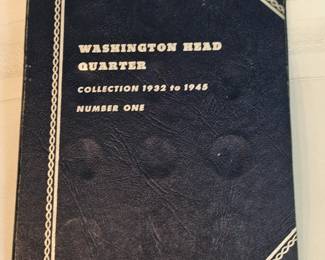 WASHINGTON HEAD
QUARTER
COLLECTION 1932 to 1945
NUMBER ONE